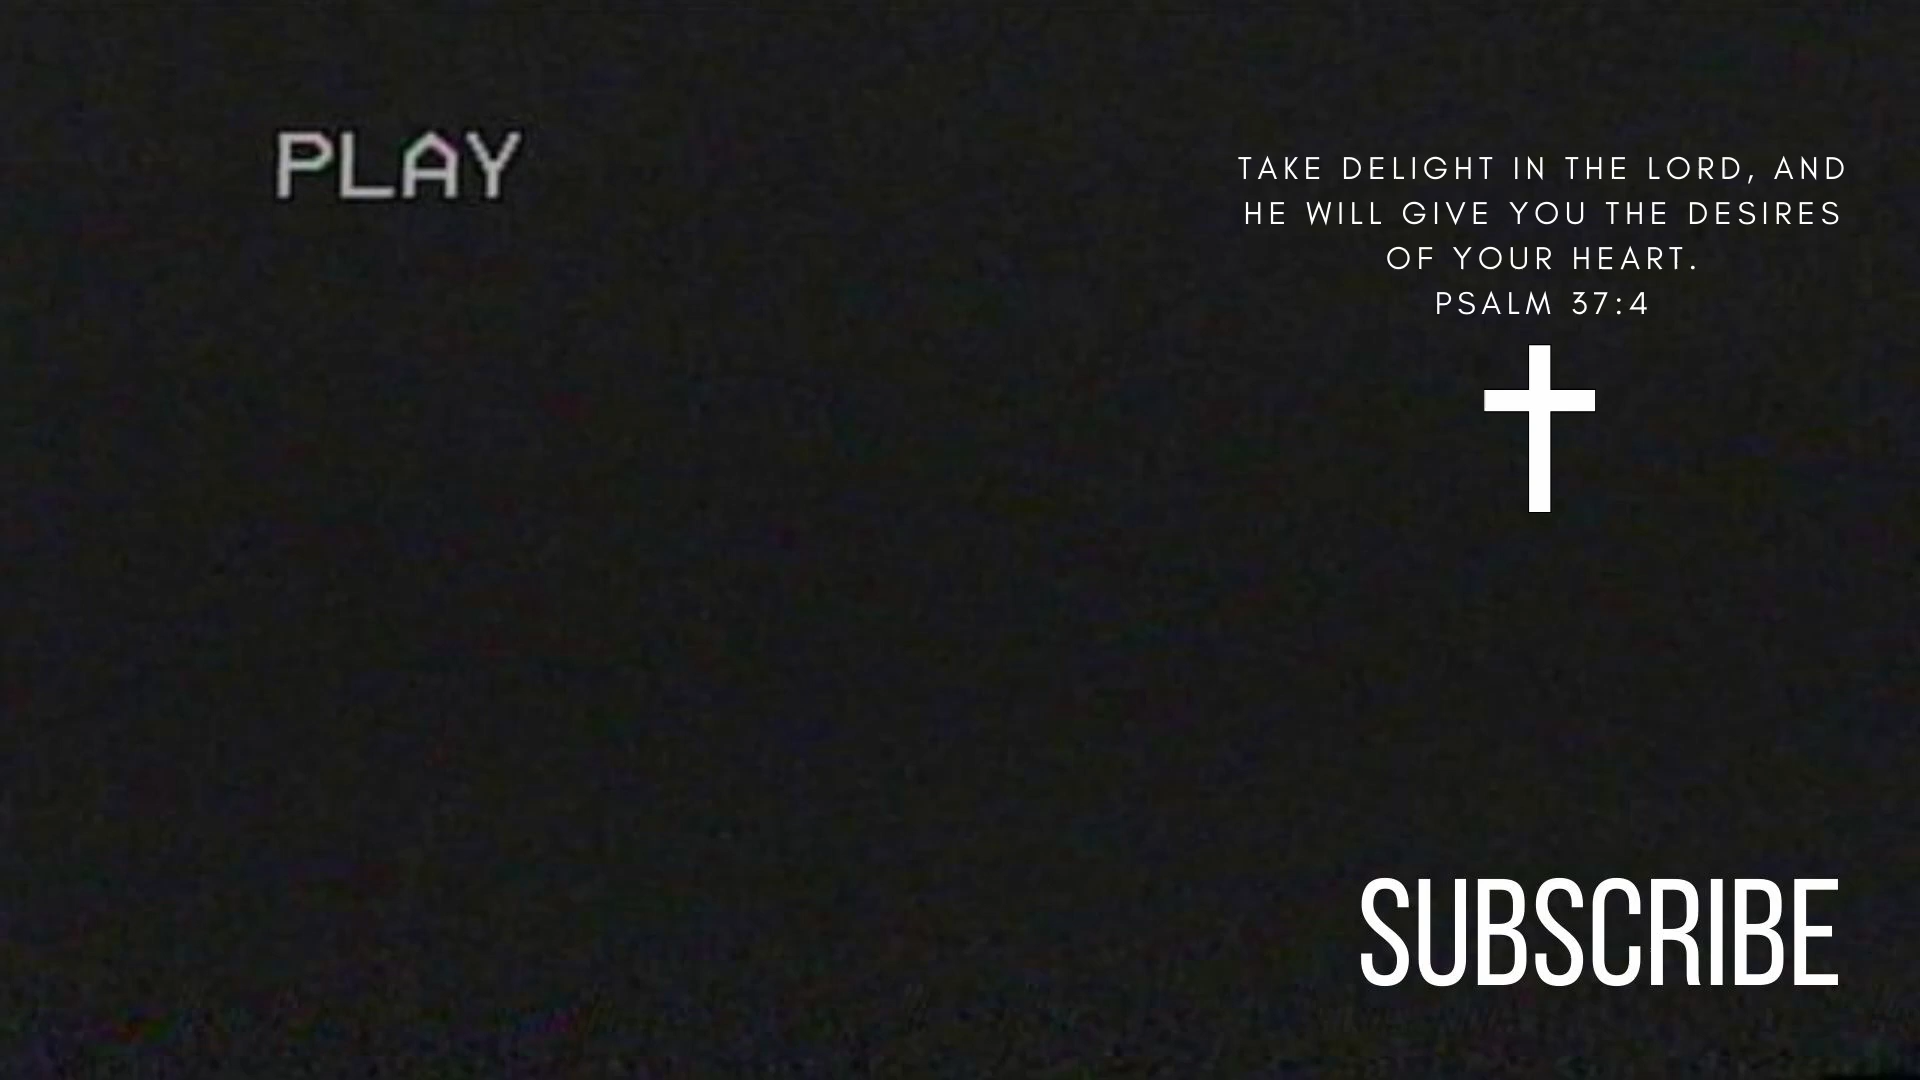 PLAY
TAKE DELIGHT IN THE LORD, AND
HE WILL GIVE YOU THE DESIRES
OF YOUR HEART.
PSALM 37:4
SUBSCRIBE